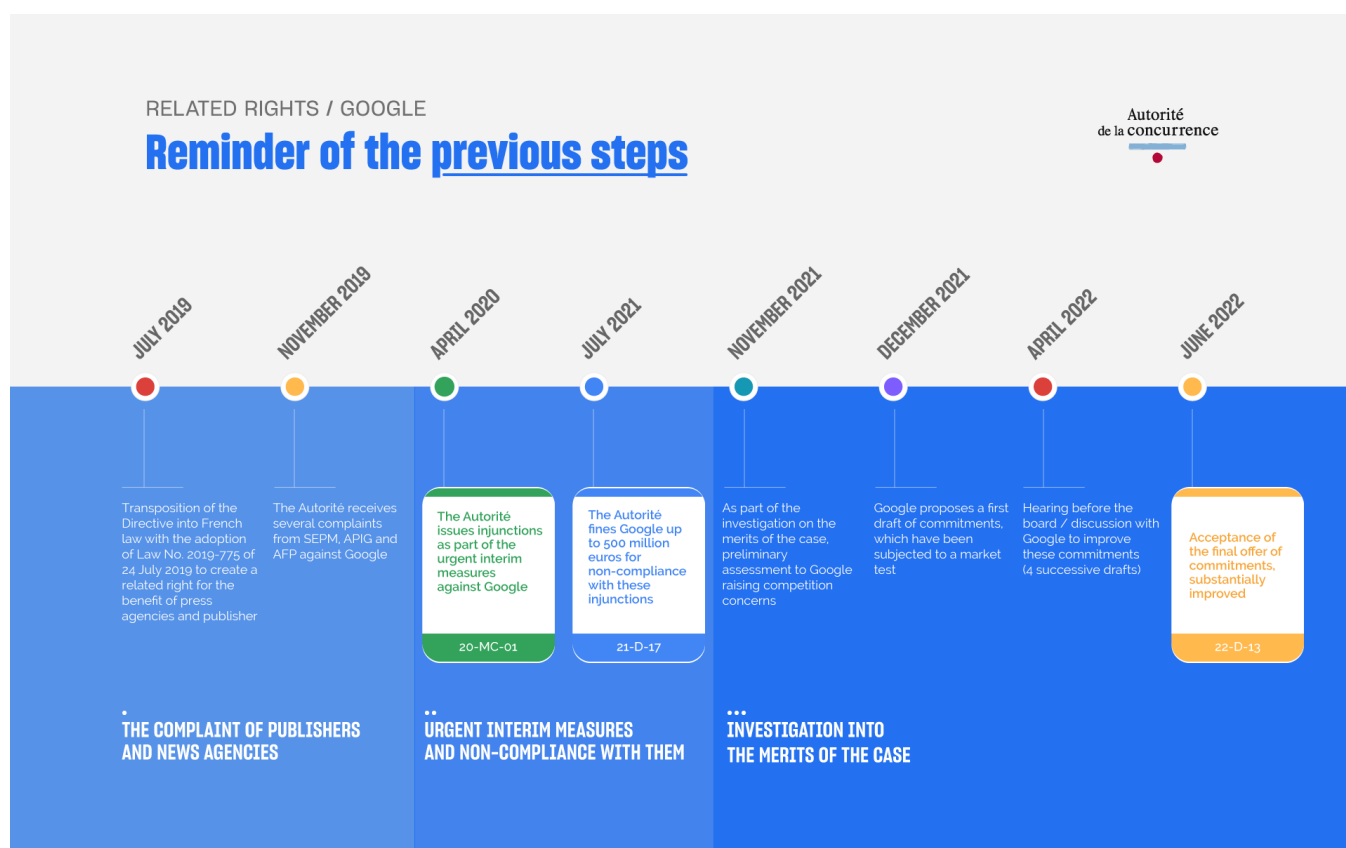 RELATED RIGHTS / GOOGLE
Reminder of the previous steps
Autorité
de la concurrence
JULY 2019
NOVEMBER 2019
APRIL 2020
JULY 2021
NOVEMBER 2021
DECEMBER 2021
APRIL 2022
JUNE 2022
Transposition of the
Directive into French
law with the adoption
of Law No. 2019-775 of
24 July 2019 to create a
related right for the
benefit of press
agencies and publisher
The Autorité receives
several complaints
from SEPM, APIG and
AFP against Google
The Autorité
issues injunctions
as part of the
urgent interim
measures
against Google
20-MC-01
The Autorité
fines Google up
to 500 million
euros for
non-compliance
with these
injunctions
21-D-17
As part of the
investigation on the
merits of the case,
preliminary
assessment to Google
raising competition
concerns
Google proposes a first
draft of commitments,
which have been
subjected to a market
test
Hearing before the
board / discussion with
Google to improve
these commitments
(4 successive drafts)
Acceptance of
the final offer of
commitments,
substantially
improved
22-D-13
THE COMPLAINT OF PUBLISHERS
AND NEWS AGENCIES
URGENT INTERIM MEASURES
AND NON-COMPLIANCE WITH THEM
INVESTIGATION INTO
THE MERITS OF THE CASE